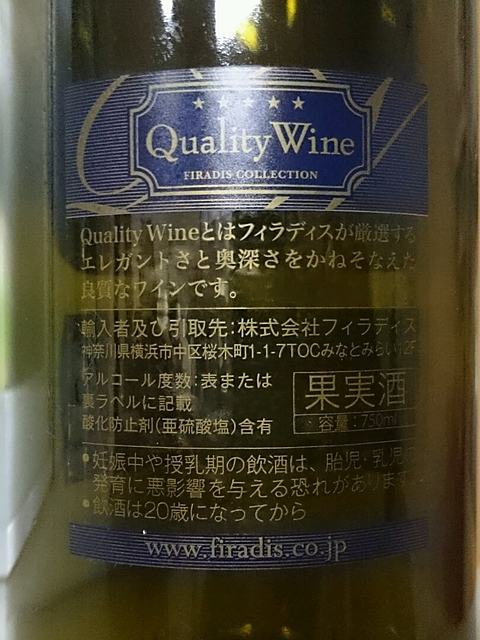 ★★★★★
Quality Wine
FIRADIS COLLECTION
Quality Wineとはフィラディスが厳選する
エレガントさと奥深さをかねそなえた
良質なワインです。
輸入者及び引取先:株式会社フィラディス
神奈川県横浜市中区桜木町1-1-7TOCみなとみらい12F
アルコール度数:表または
裏ラベルに記載
酸化防止剤(亜硫酸塩)含有
果実酒
容量:750ml
•妊娠中や授乳期の飲酒は、胎児・乳児の
発育に悪影響を与える恐れがあります
•飲酒は20歳になってから
www.firadis.co.jp